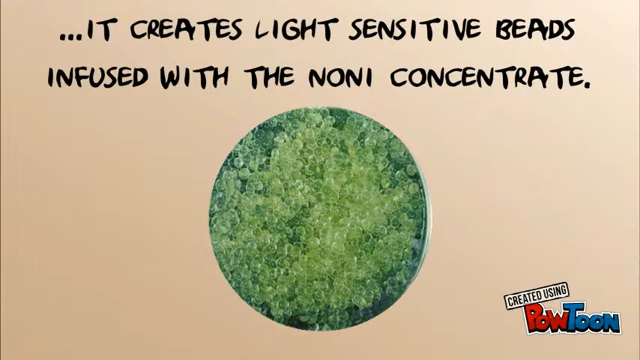 ...IT CREATES LIGHT SENSITIVE BEADS
INFUSED WITH THE NONI CONCENTRATE.
CREATED USING
POWTOON